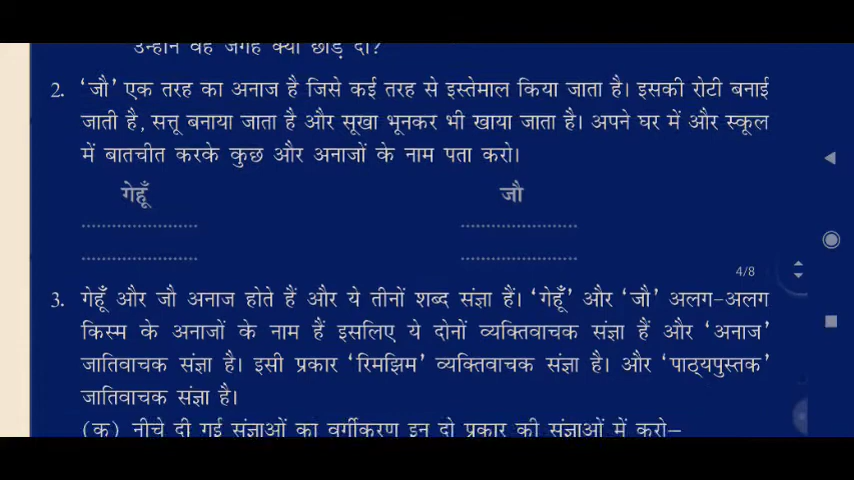 उन्होंने वह जगह क्यों छोड़ दी?
2. ‘जौ’ एक तरह का अनाज है जिसे कई तरह से इस्तेमाल किया जाता है। इसकी रोटी बनाई
जाती है, सत्तू बनाया जाता है और सूखा भूनकर भी खाया जाता है। अपने घर में और स्कूल
में बातचीत करके कुछ और अनाजों के नाम पता करो।
गेहूँ जौ
........................ ........................
........................ ........................
4/8
3. गेहूँ और जौ अनाज होते हैं और ये तीनों शब्द संज्ञा हैं। ‘गेहूँ’ और ‘जौ’ अलग-अलग
किस्म के अनाजों के नाम हैं इसलिए ये दोनों व्यक्तिवाचक संज्ञा हैं और ‘अनाज’
जातिवाचक संज्ञा है। इसी प्रकार ‘रिमझिम’ व्यक्तिवाचक संज्ञा है। और ‘पाठ्यपुस्तक’
जातिवाचक संज्ञा है।
(क) नीचे दी गई संज्ञाओं का वर्गीकरण इन दो प्रकार की संज्ञाओं में करो—